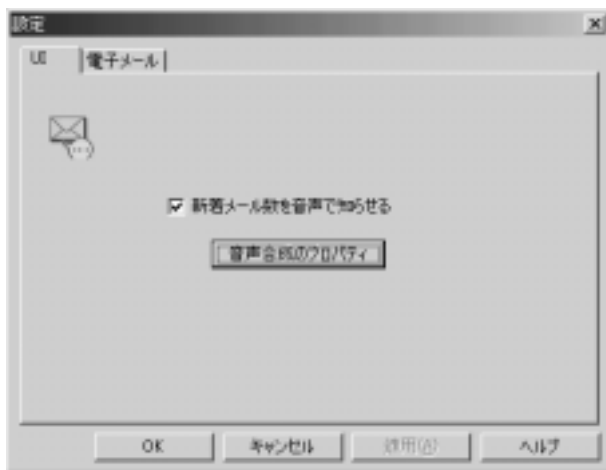 設定
UI
電子メール
新着メール数を音声で知らせる
音声合成のプロパティ
OK
キャンセル
適用(A)
ヘルプ